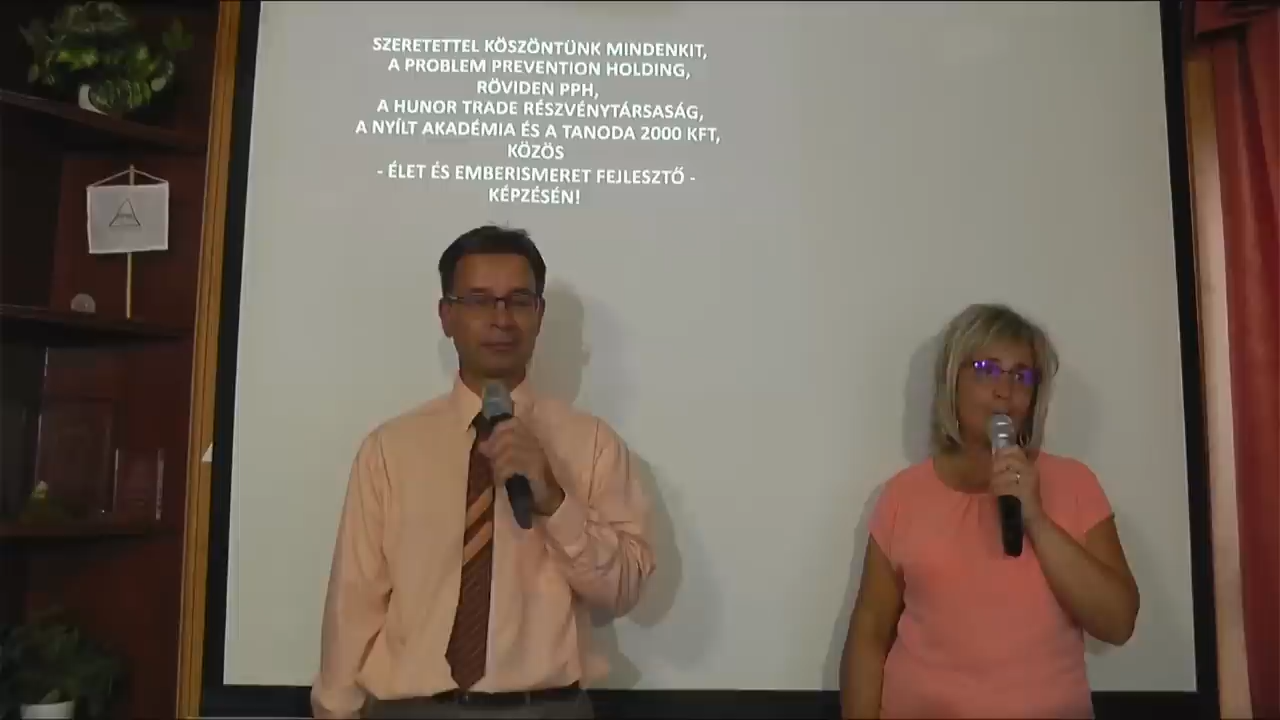 SZERETETTEL KÖSZÖNTÜNK MINDENKIT,
A PROBLEM PREVENTION HOLDING,
RÖVIDEN PPH,
A HUNOR TRADE RÉSZVÉNYTÁRSASÁG,
A NYÍLT AKADÉMIA ÉS A TANODA 2000 KFT,
KÖZÖS
- ÉLET ÉS EMBERISMERET FEJLESZTŐ -
KÉPZÉSÉN!